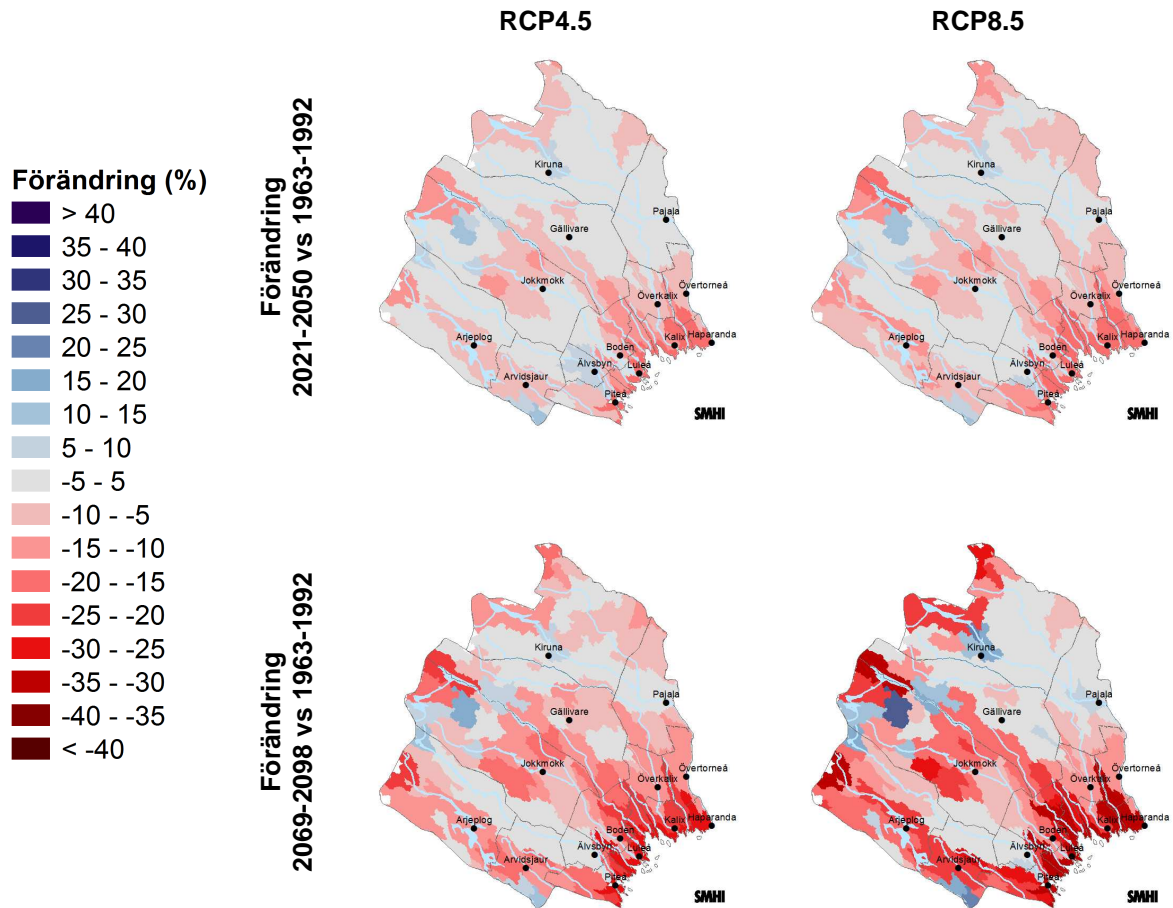 RCP4.5
RCP8.5
Förändring
2021-2050 vs 1963-1992
Förändring (%)
> 40
35 - 40
30 - 35
25 - 30
20 - 25
15 - 20
10 - 15
5 - 10
-5 - 5
-10 - -5
-15 - -10
-20 - -15
-25 - -20
-30 - -25
-35 - -30
-40 - -35
< -40
Kiruna
Pajala
Gällivare
Jokkmokk
Övertorneå
Överkalix
Arjeplog
Boden
Kalix
Haparanda
Älvsbyn
Luleå
Arvidsjaur
Piteå
SMHI
Kiruna
Pajala
Gällivare
Jokkmokk
Övertorneå
Överkalix
Arjeplog
Boden
Kalix
Haparanda
Älvsbyn
Luleå
Arvidsjaur
Piteå
SMHI
Förändring
2069-2098 vs 1963-1992
Kiruna
Pajala
Gällivare
Jokkmokk
Övertorneå
Överkalix
Arjeplog
Boden
Kalix
Haparanda
Älvsbyn
Luleå
Arvidsjaur
Piteå
SMHI
Kiruna
Pajala
Gällivare
Jokkmokk
Övertorneå
Överkalix
Arjeplog
Boden
Kalix
Haparanda
Älvsbyn
Luleå
Arvidsjaur
Piteå
SMHI